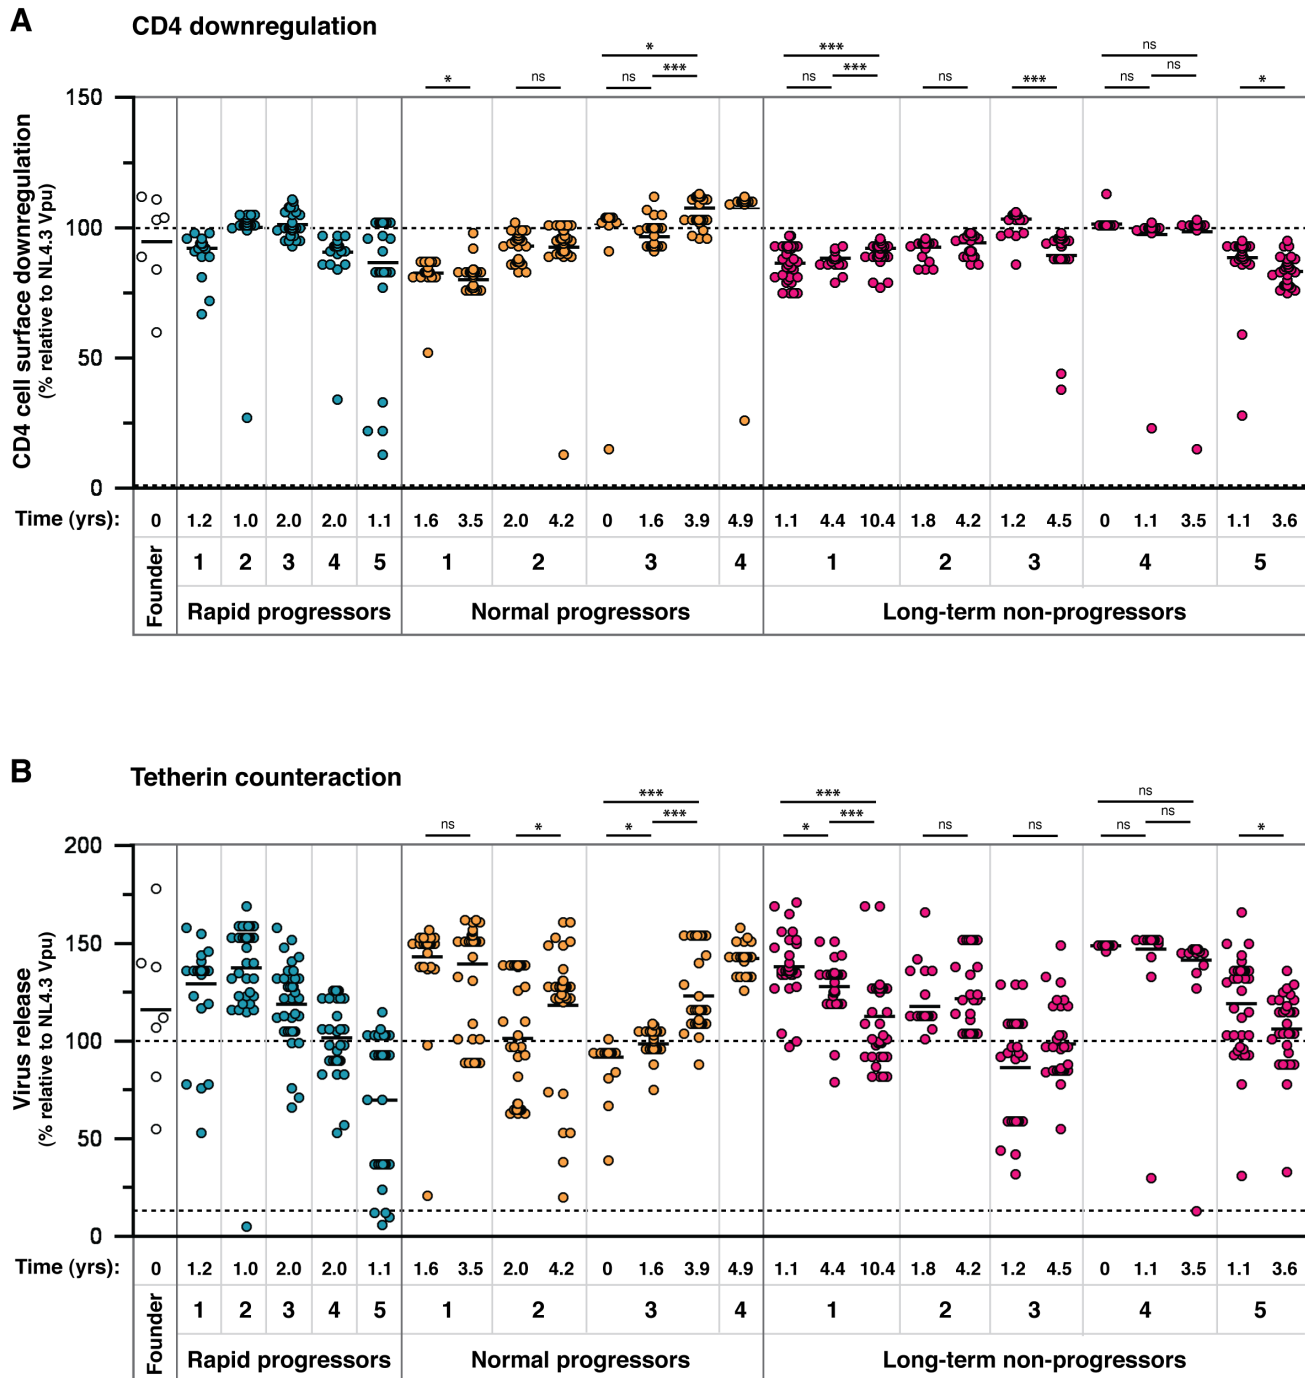 A
CD4 downregulation
* ns * ns *** *** ns *** ns *** ns ns ns *
CD4 cell surface downregulation
(% relative to NL4.3 Vpu)
150
100
50
0
Time (yrs): 0 1.2 1.0 2.0 2.0 1.1 1.6 3.5 2.0 4.2 0 1.6 3.9 4.9 1.1 4.4 10.4 1.8 4.2 1.2 4.5 0 1.1 3.5 1.1 3.6
Founder 1 2 3 4 5 1 2 3 4 1 2 3 4 5
Rapid progressors Normal progressors Long-term non-progressors
B
Tetherin counteraction
ns * *** * *** *** * *** ns ns ns ns ns *
Virus release
(% relative to NL4.3 Vpu)
200
150
100
50
0
Time (yrs): 0 1.2 1.0 2.0 2.0 1.1 1.6 3.5 2.0 4.2 0 1.6 3.9 4.9 1.1 4.4 10.4 1.8 4.2 1.2 4.5 0 1.1 3.5 1.1 3.6
Founder 1 2 3 4 5 1 2 3 4 1 2 3 4 5
Rapid progressors Normal progressors Long-term non-progressors